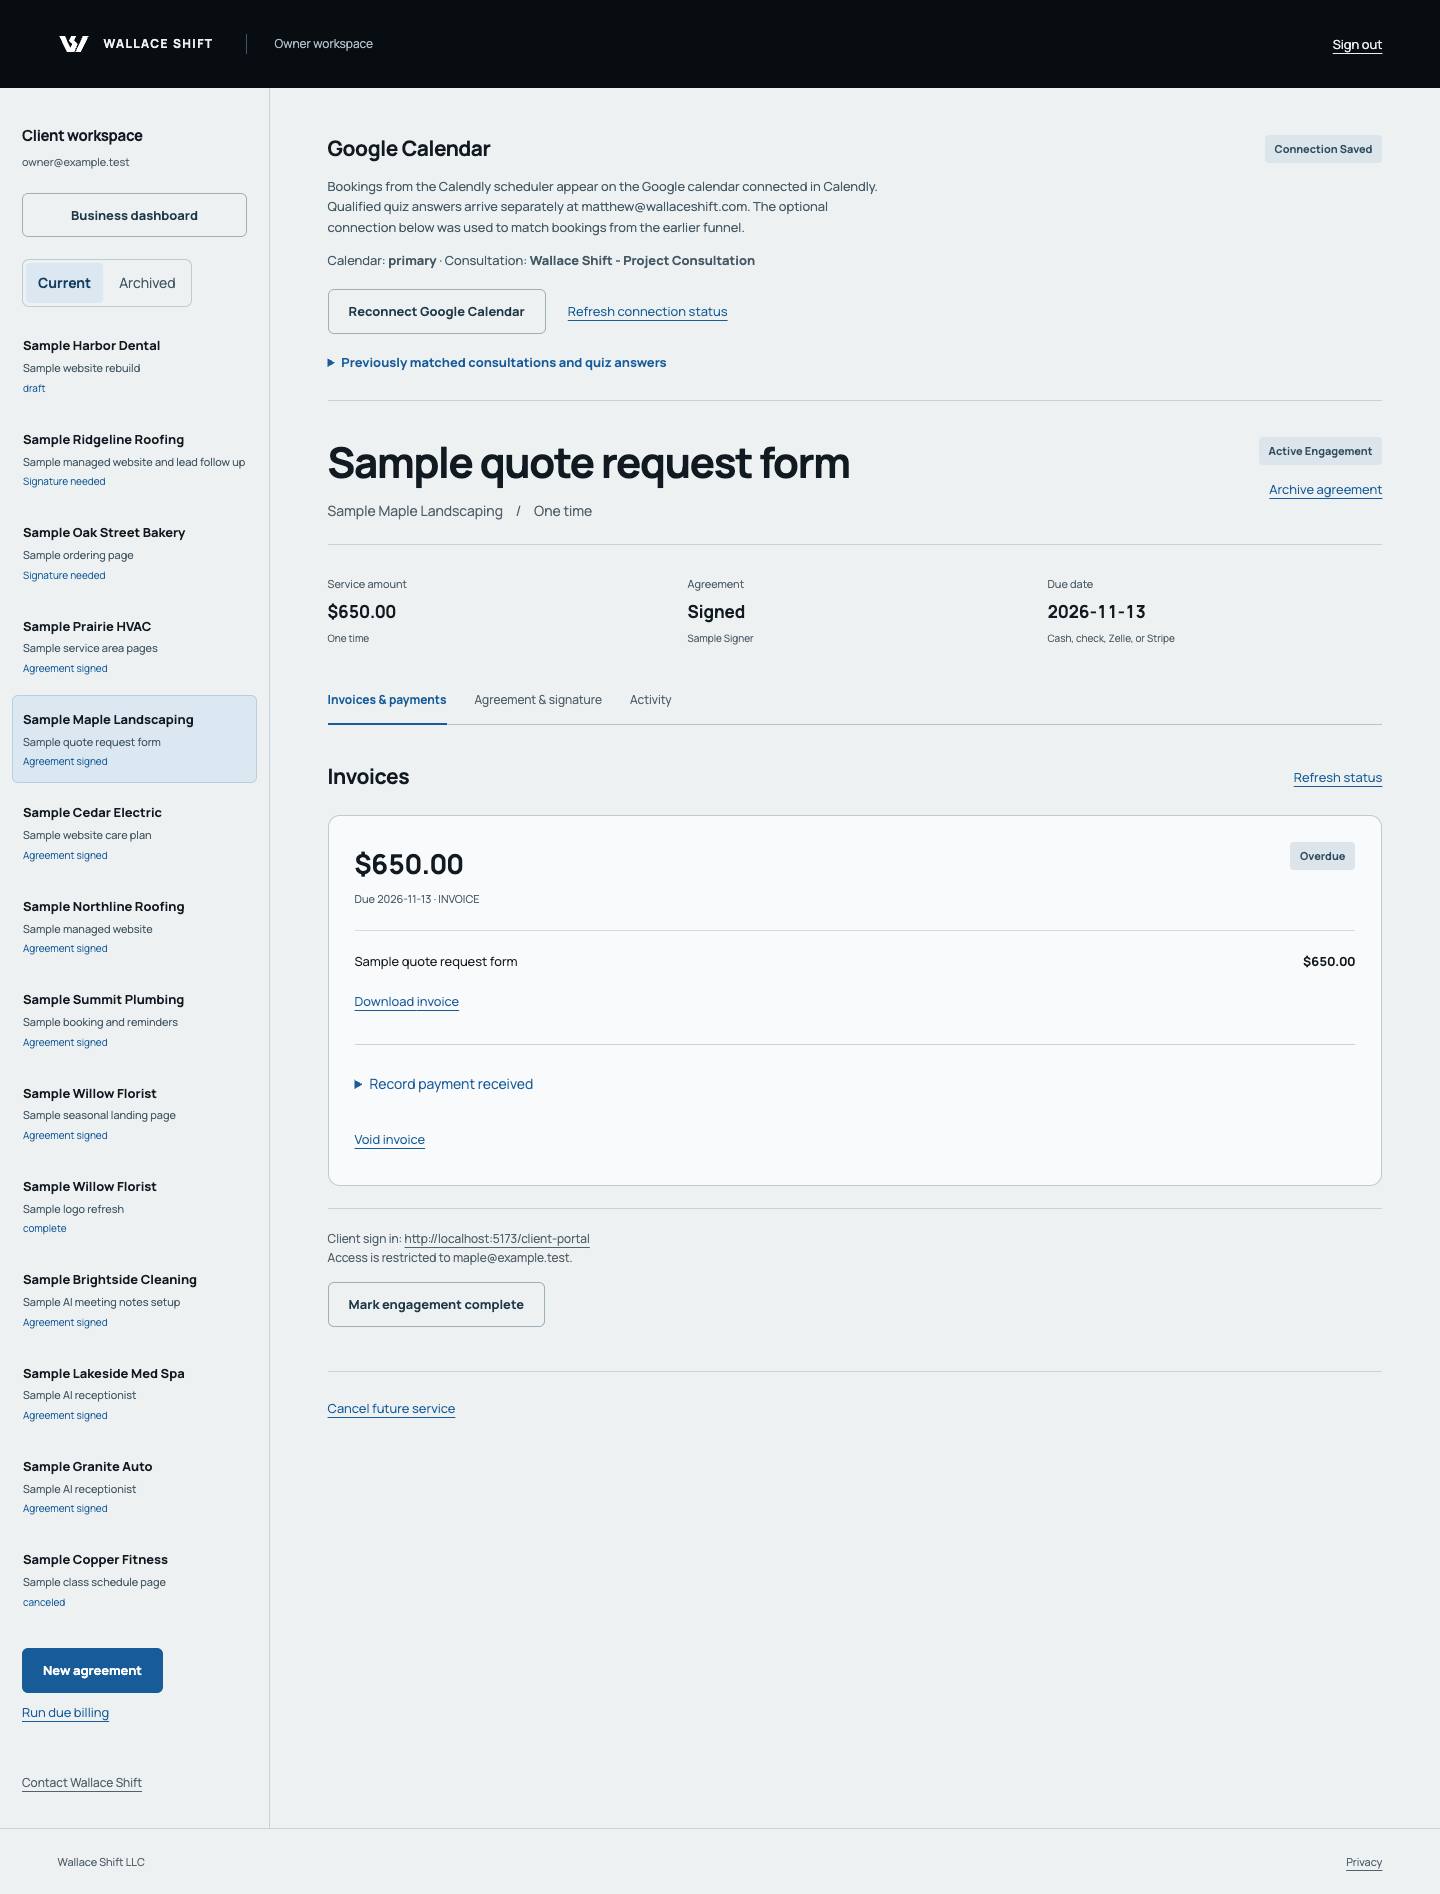 WALLACE SHIFT
Owner workspace
Sign out
Client workspace
owner@example.test
Business dashboard
Current
Archived
Sample Harbor Dental
Sample website rebuild
draft
Sample Ridgeline Roofing
Sample managed website and lead follow up
Signature needed
Sample Oak Street Bakery
Sample ordering page
Signature needed
Sample Prairie HVAC
Sample service area pages
Agreement signed
Sample Maple Landscaping
Sample quote request form
Agreement signed
Sample Cedar Electric
Sample website care plan
Agreement signed
Sample Northline Roofing
Sample managed website
Agreement signed
Sample Summit Plumbing
Sample booking and reminders
Agreement signed
Sample Willow Florist
Sample seasonal landing page
Agreement signed
Sample Willow Florist
Sample logo refresh
complete
Sample Brightside Cleaning
Sample AI meeting notes setup
Agreement signed
Sample Lakeside Med Spa
Sample AI receptionist
Agreement signed
Sample Granite Auto
Sample AI receptionist
Agreement signed
Sample Copper Fitness
Sample class schedule page
canceled
New agreement
Run due billing
Contact Wallace Shift
Google Calendar
Connection Saved
Bookings from the Calendly scheduler appear on the Google calendar connected in Calendly.
Qualified quiz answers arrive separately at matthew@wallaceshift.com. The optional
connection below was used to match bookings from the earlier funnel.
Calendar: primary · Consultation: Wallace Shift - Project Consultation
Reconnect Google Calendar
Refresh connection status
Previously matched consultations and quiz answers
Sample quote request form
Active Engagement
Archive agreement
Sample Maple Landscaping / One time
Service amount
$650.00
One time
Agreement
Signed
Sample Signer
Due date
2026-11-13
Cash, check, Zelle, or Stripe
Invoices & payments
Agreement & signature
Activity
Invoices
Refresh status
$650.00
Overdue
Due 2026-11-13 · INVOICE
Sample quote request form
$650.00
Download invoice
Record payment received
Void invoice
Client sign in: http://localhost:5173/client-portal
Access is restricted to maple@example.test.
Mark engagement complete
Cancel future service
Wallace Shift LLC
Privacy